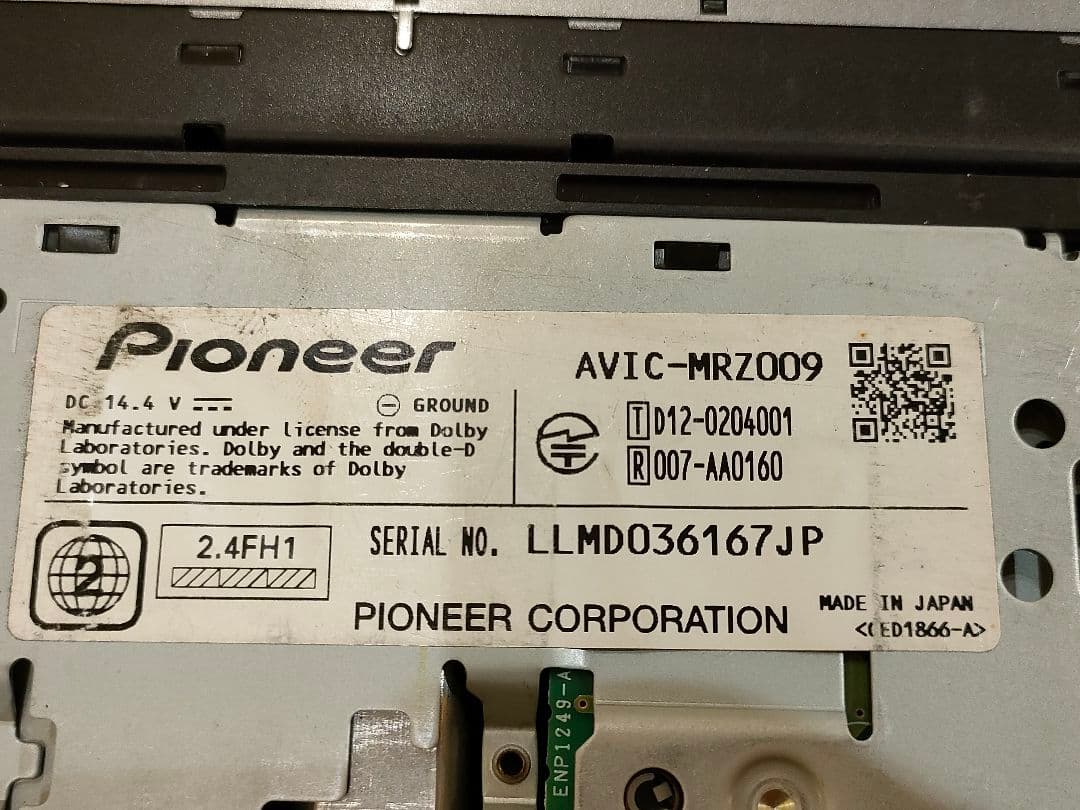 Pioneer
AVIC-MRZ009
DC 14.4 V
GROUND
Manufactured under license from Dolby
Laboratories. Dolby and the double-D
symbol are trademarks of Dolby
Laboratories.
T D12-0204001
R 007-AA0160
2
2.4FH1
SERIAL NO. LLMD036167JP
PIONEER CORPORATION
MADE IN JAPAN
ENP1249-A